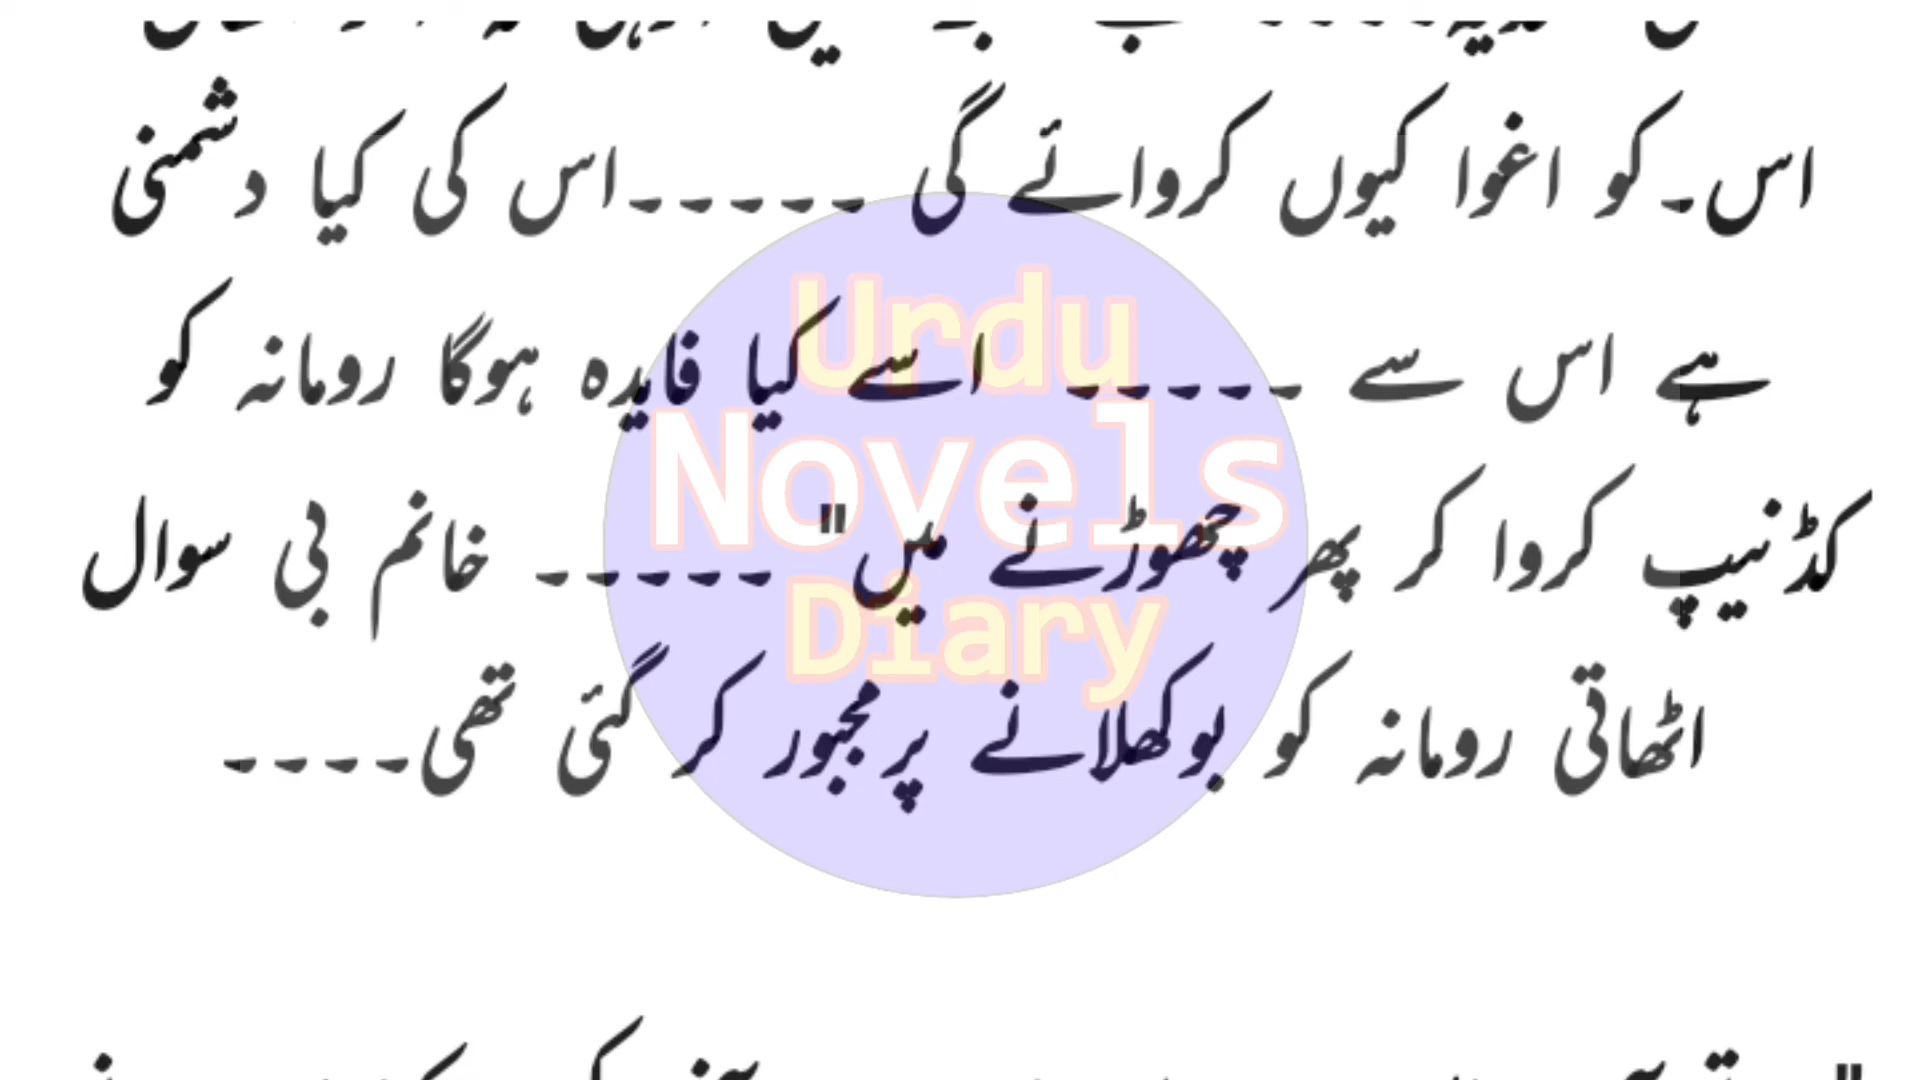 اس۔کو اغوا کیوں کروائے گی ۔۔۔۔۔اس کی کیا دشمنی
ہے اس سے ۔۔۔۔۔ اسے کیا فایدہ ہوگا رومانہ کو
کڈنیپ کروا کر پھر چھوڑنے میں" ۔۔۔۔۔ خانم بی سوال
اٹھاتی رومانہ کو بوکھلانے پر مجبور کر گئی تھی۔۔۔۔
Urdu
Novels
Diary